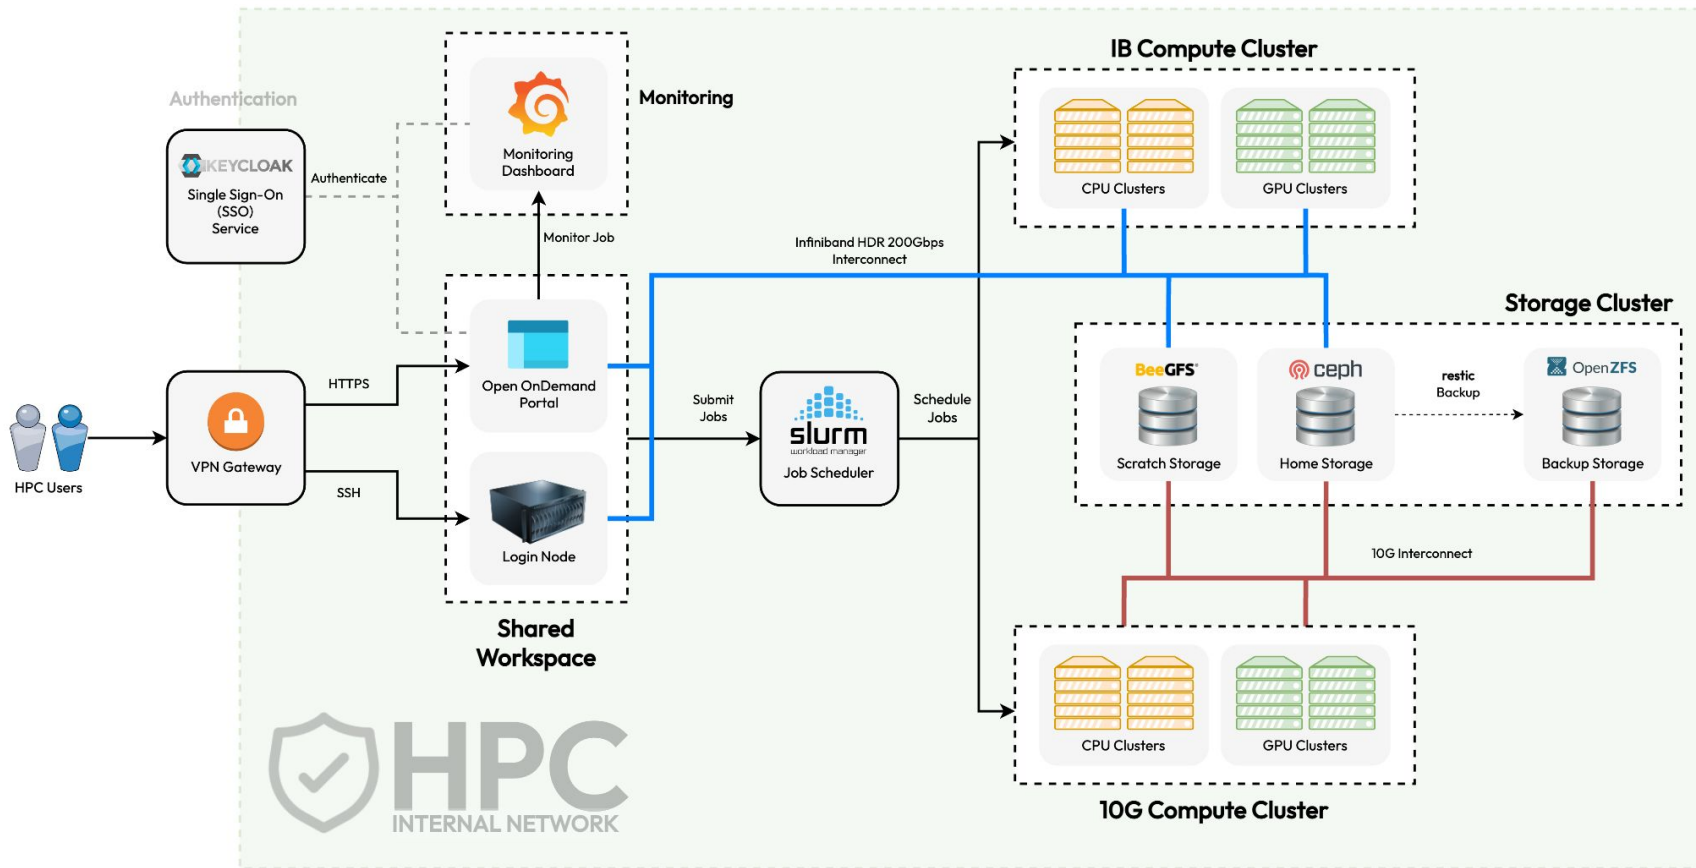 IB Compute Cluster
Authentication
Monitoring
KEYCLOAK
Single Sign-On
(SSO)
Service
Authenticate
Monitoring
Dashboard
CPU Clusters
GPU Clusters
Monitor Job
Infiniband HDR 200Gbps
Interconnect
Storage Cluster
HTTPS
Open OnDemand
Portal
BeeGFS®
ceph
restic
Backup
OpenZFS
Submit
Jobs
slurm
workload manager
Job Scheduler
Schedule
Jobs
HPC Users
VPN Gateway
SSH
Login Node
Scratch Storage
Home Storage
Backup Storage
10G Interconnect
Shared
Workspace
HPC
INTERNAL NETWORK
CPU Clusters
GPU Clusters
10G Compute Cluster